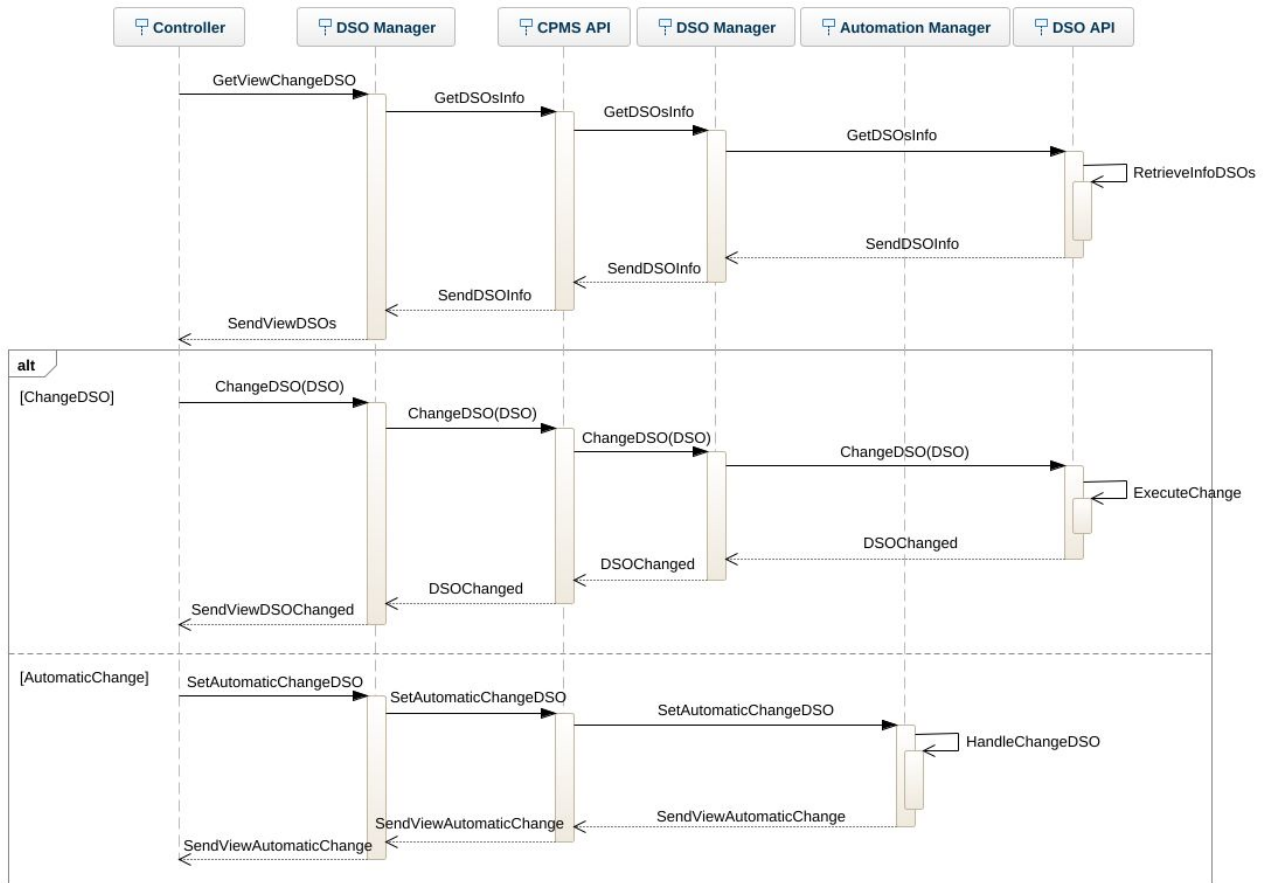 Controller
DSO Manager
CPMS API
DSO Manager
Automation Manager
DSO API
GetViewChangeDSO
GetDSOsInfo
GetDSOsInfo
GetDSOsInfo
RetrieveInfoDSOs
SendDSOInfo
SendDSOInfo
SendDSOInfo
SendViewDSOs
alt
[ChangeDSO]
ChangeDSO(DSO)
ChangeDSO(DSO)
ChangeDSO(DSO)
ChangeDSO(DSO)
ExecuteChange
DSOChanged
DSOChanged
DSOChanged
SendViewDSOChanged
[AutomaticChange]
SetAutomaticChangeDSO
SetAutomaticChangeDSO
SetAutomaticChangeDSO
HandleChangeDSO
SendViewAutomaticChange
SendViewAutomaticChange
SendViewAutomaticChange